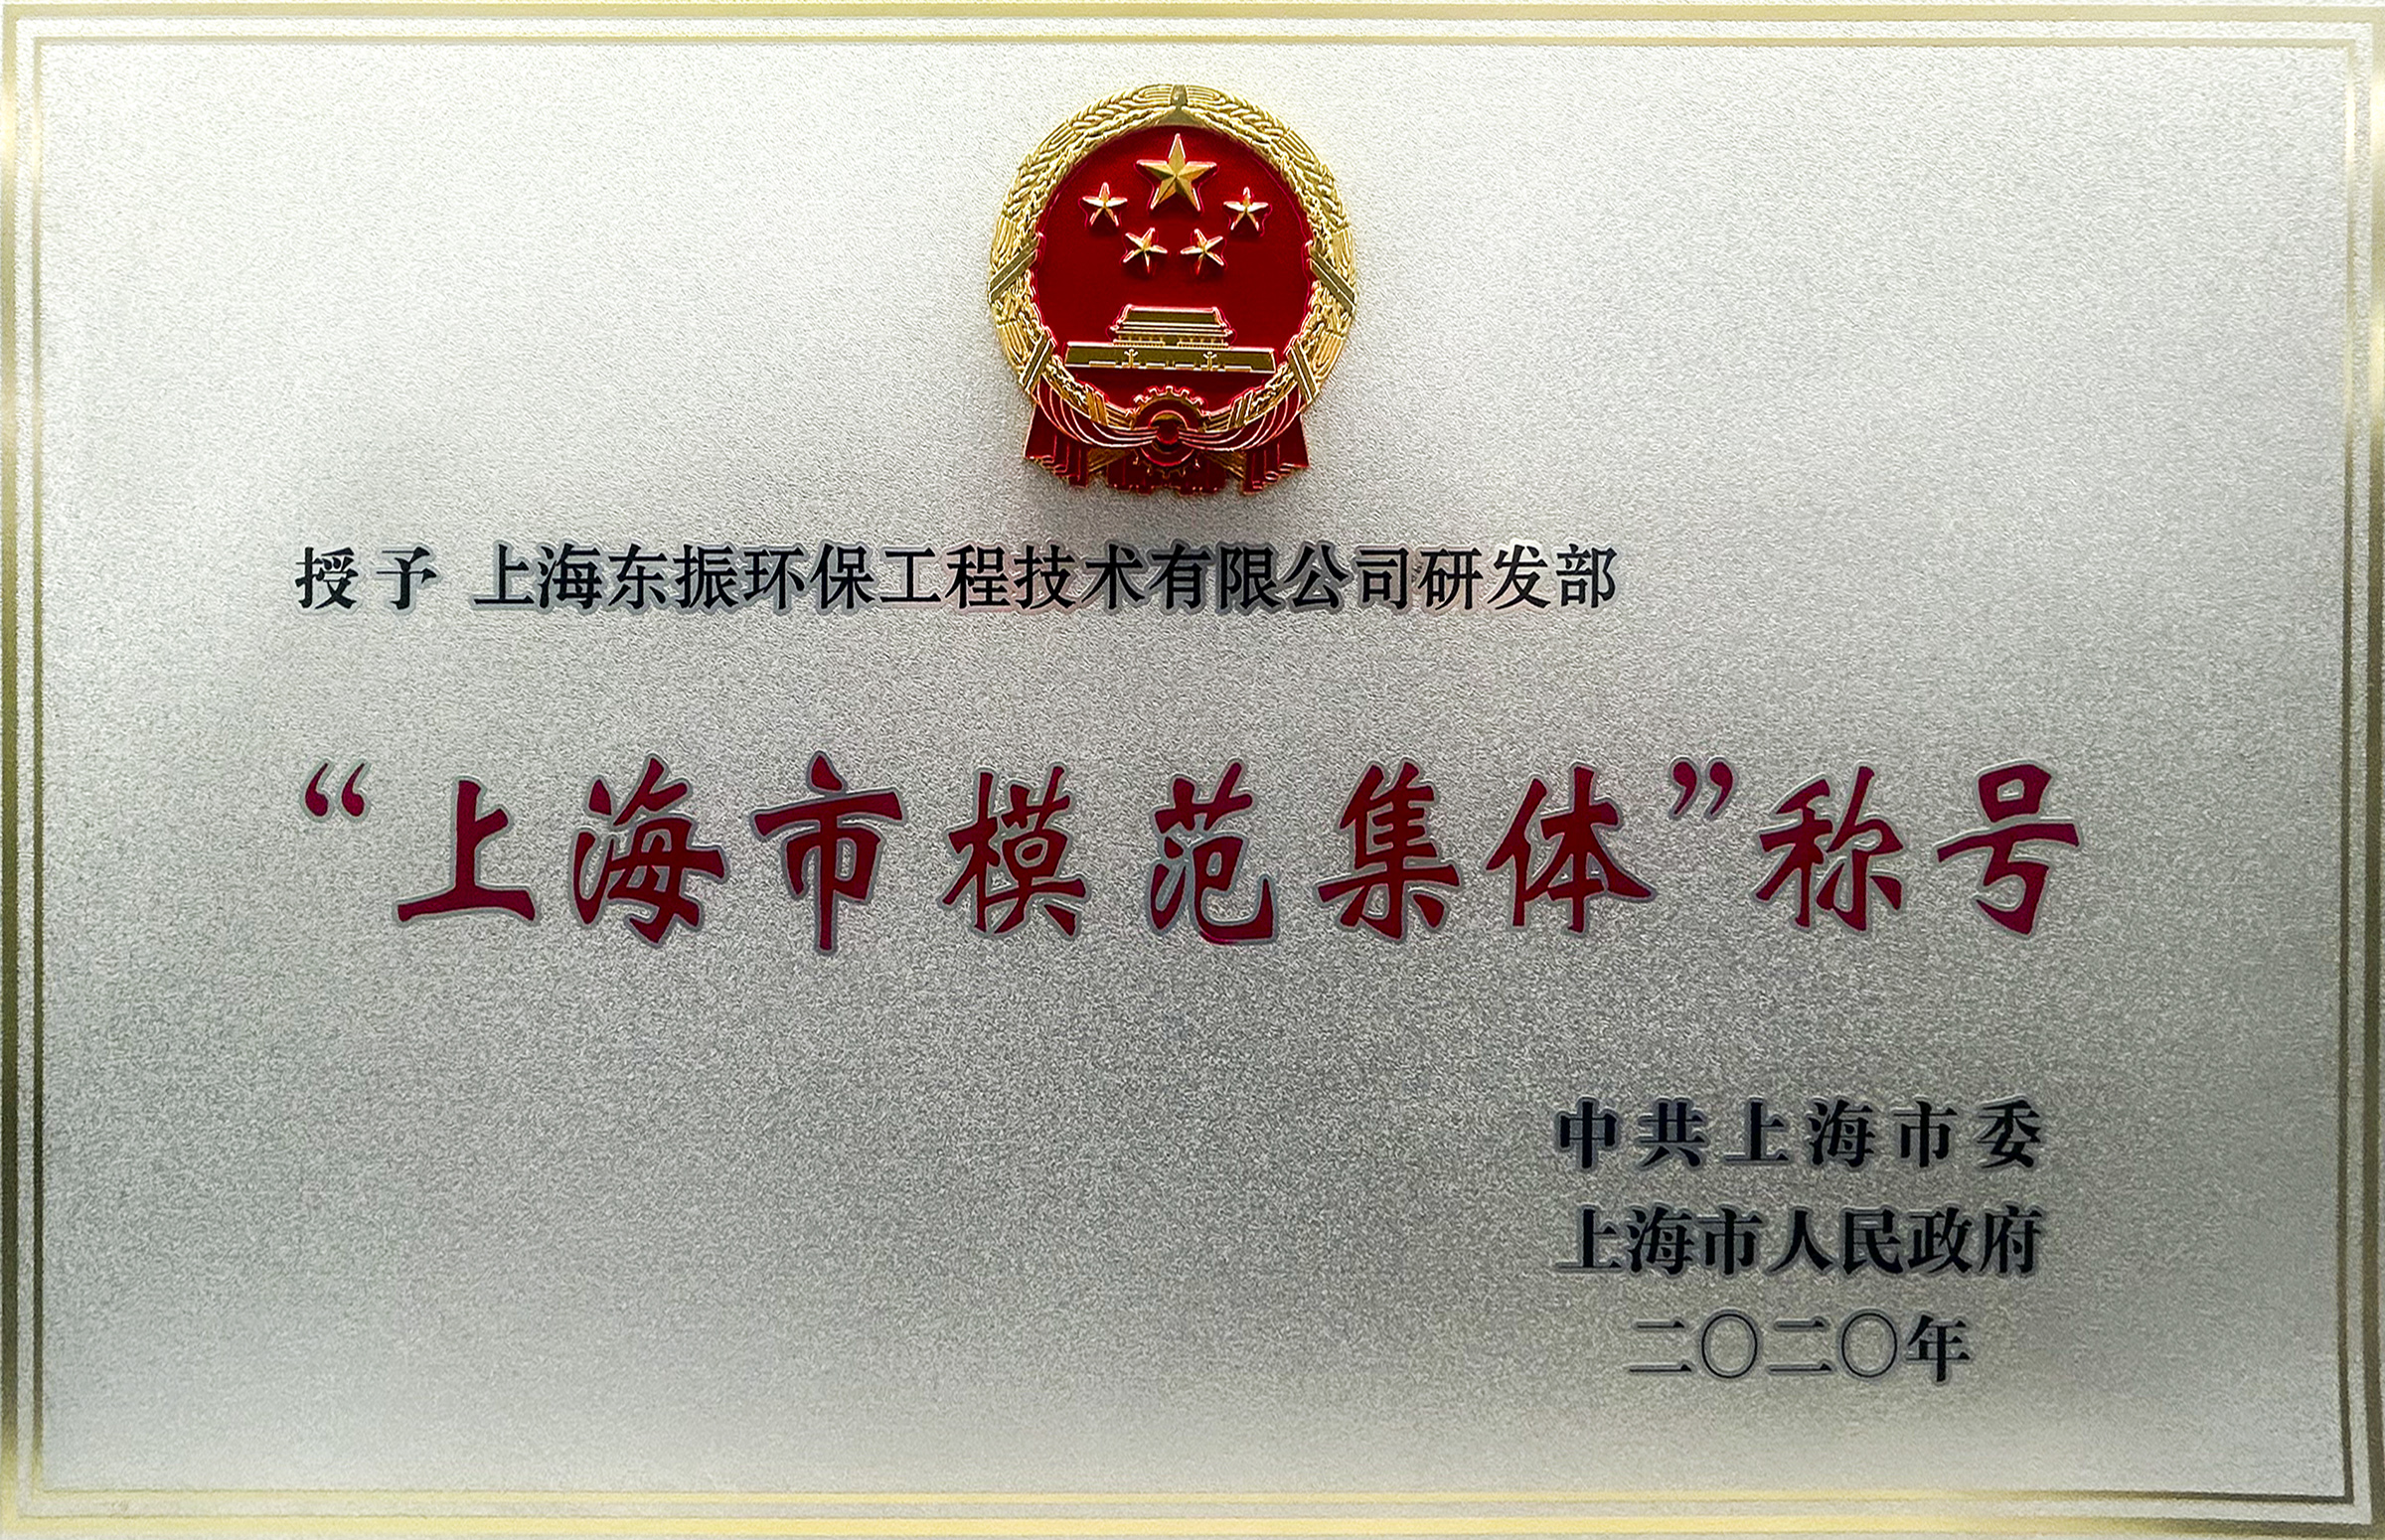 授予 上海东振环保工程技术有限公司研发部
“上海市模范集体”称号
中共上海市委
上海市人民政府
二〇二〇年